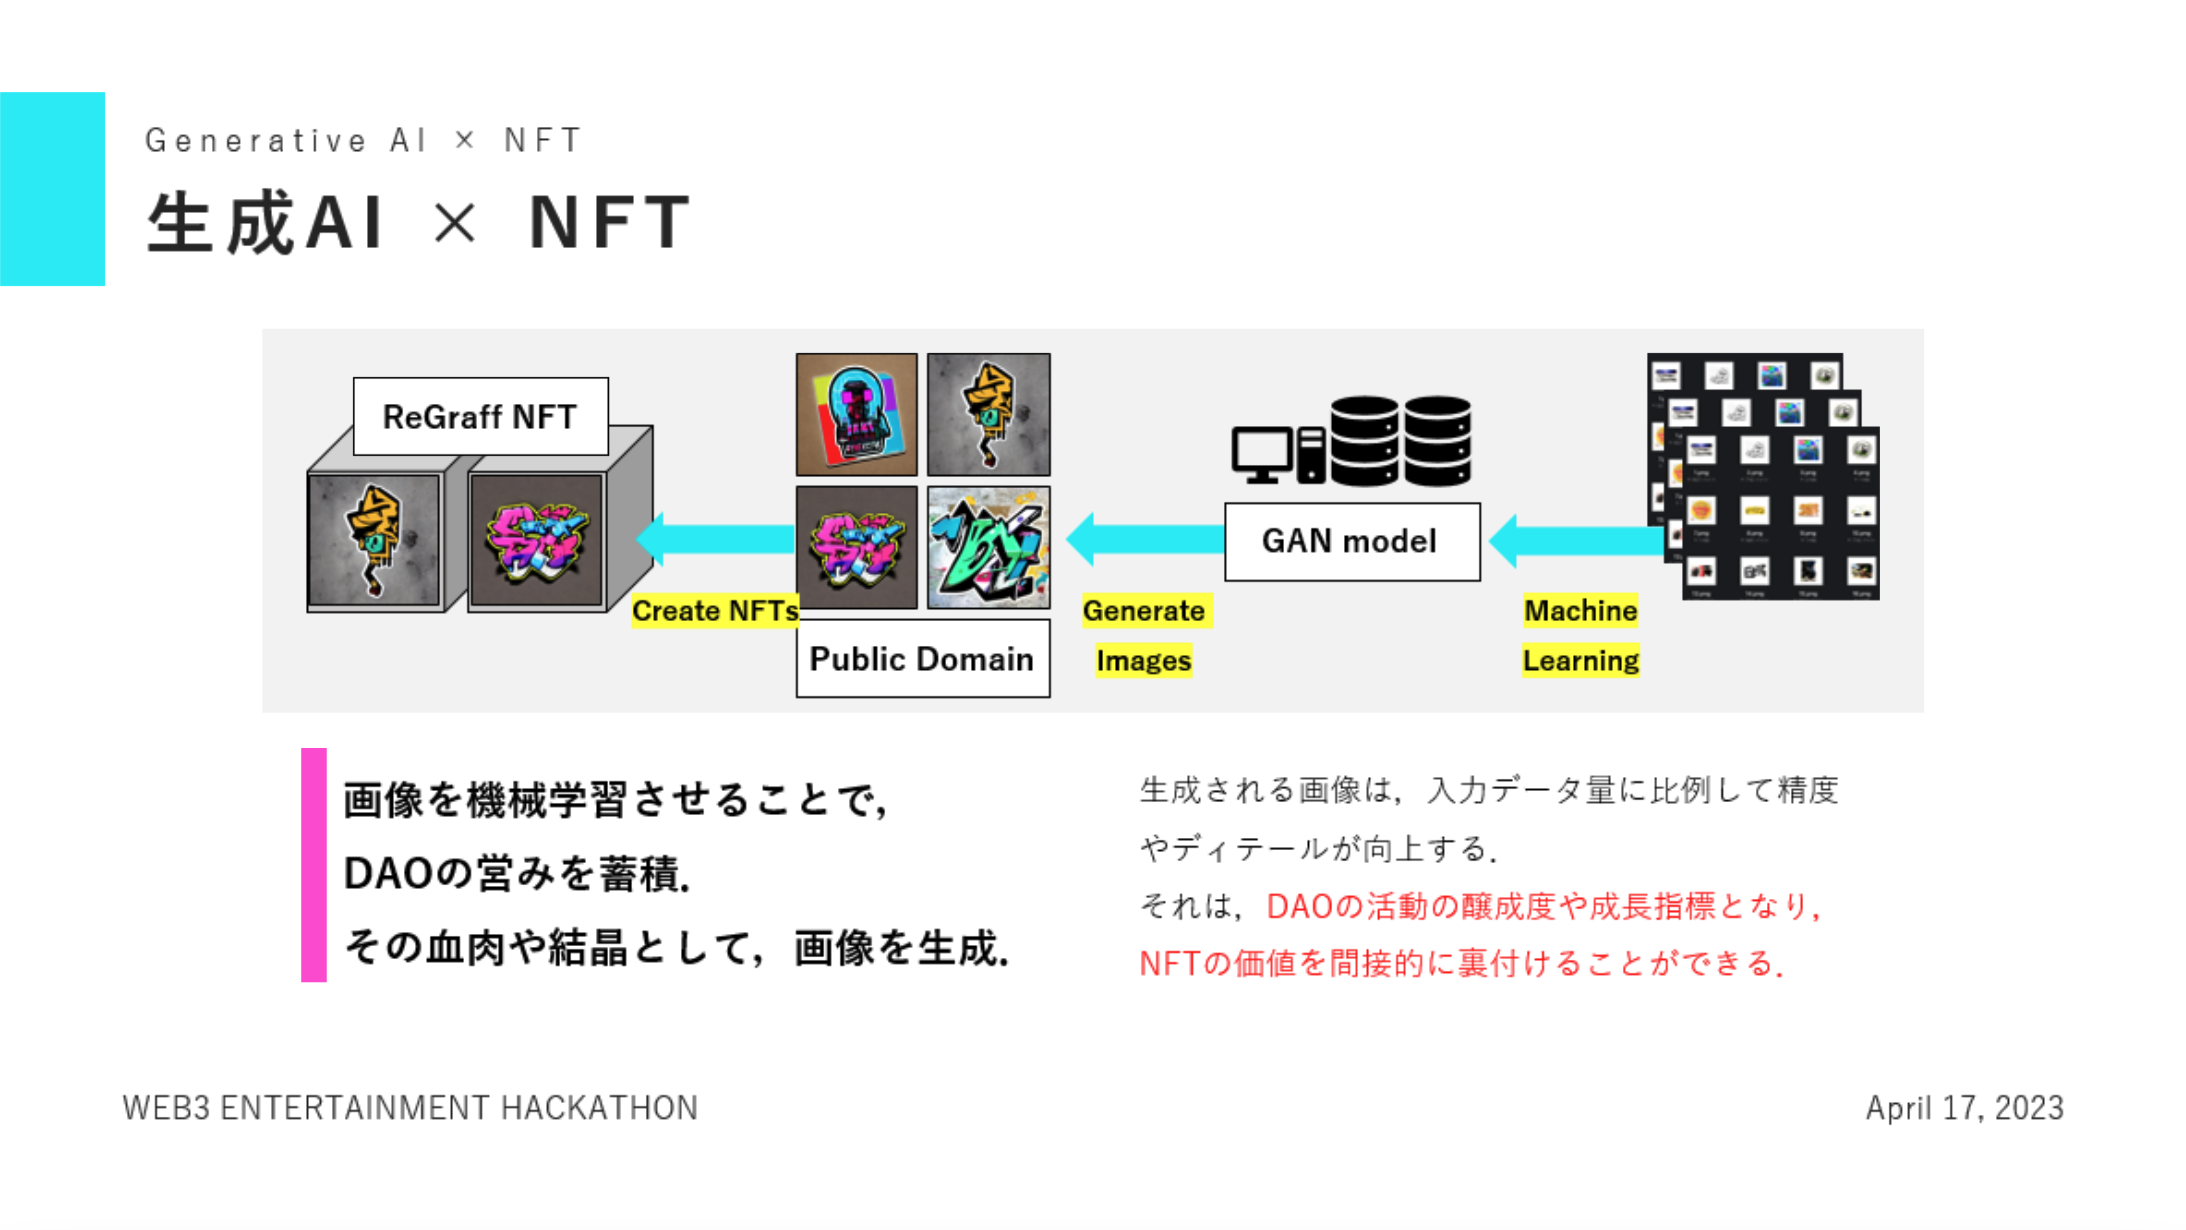 Generative AI × NFT
生成AI × NFT
ReGraff NFT
Create NFTs
Public Domain
Generate
Images
GAN model
Machine
Learning
画像を機械学習させることで，
DAOの営みを蓄積．
その血肉や結晶として，画像を生成．
生成される画像は，入力データ量に比例して精度
やディテールが向上する．
それは，DAOの活動の醸成度や成長指標となり，
NFTの価値を間接的に裏付けることができる．
WEB3 ENTERTAINMENT HACKATHON
April 17, 2023